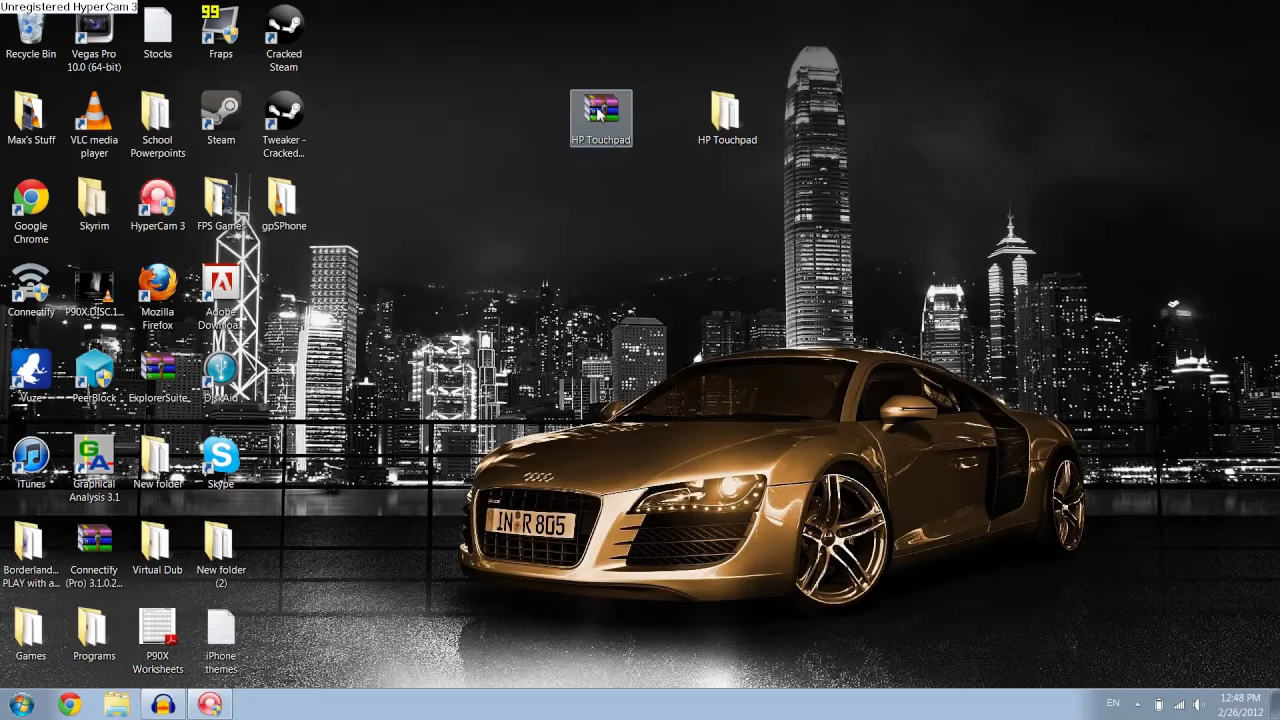 Unregistered HyperCam 3
99
Recycle Bin
Vegas Pro
10.0 (64-bit)
Stocks
Fraps
Cracked
Steam
HP Touchpad
HP Touchpad
Max's Stuff
VLC media
player
School
Powerpoints
Steam
Tweaker -
Cracked...
Google
Chrome
Skyrim
HyperCam 3
FPS Games
gpSPhone
Connectify
P90X.DISC.1...
Mozilla
Firefox
Adobe
Downloa...
Vuze
PeerBlock
ExplorerSuite...
DiskAid
iTunes
Graphical
Analysis 3.1
New folder
Skype
IN R 805
Borderland...
PLAY with a...
Connectify
(Pro) 3.1.0.2...
Virtual Dub
New folder
(2)
Games
Programs
P90X
Worksheets
iPhone
themes
EN
12:48 PM
2/26/2012